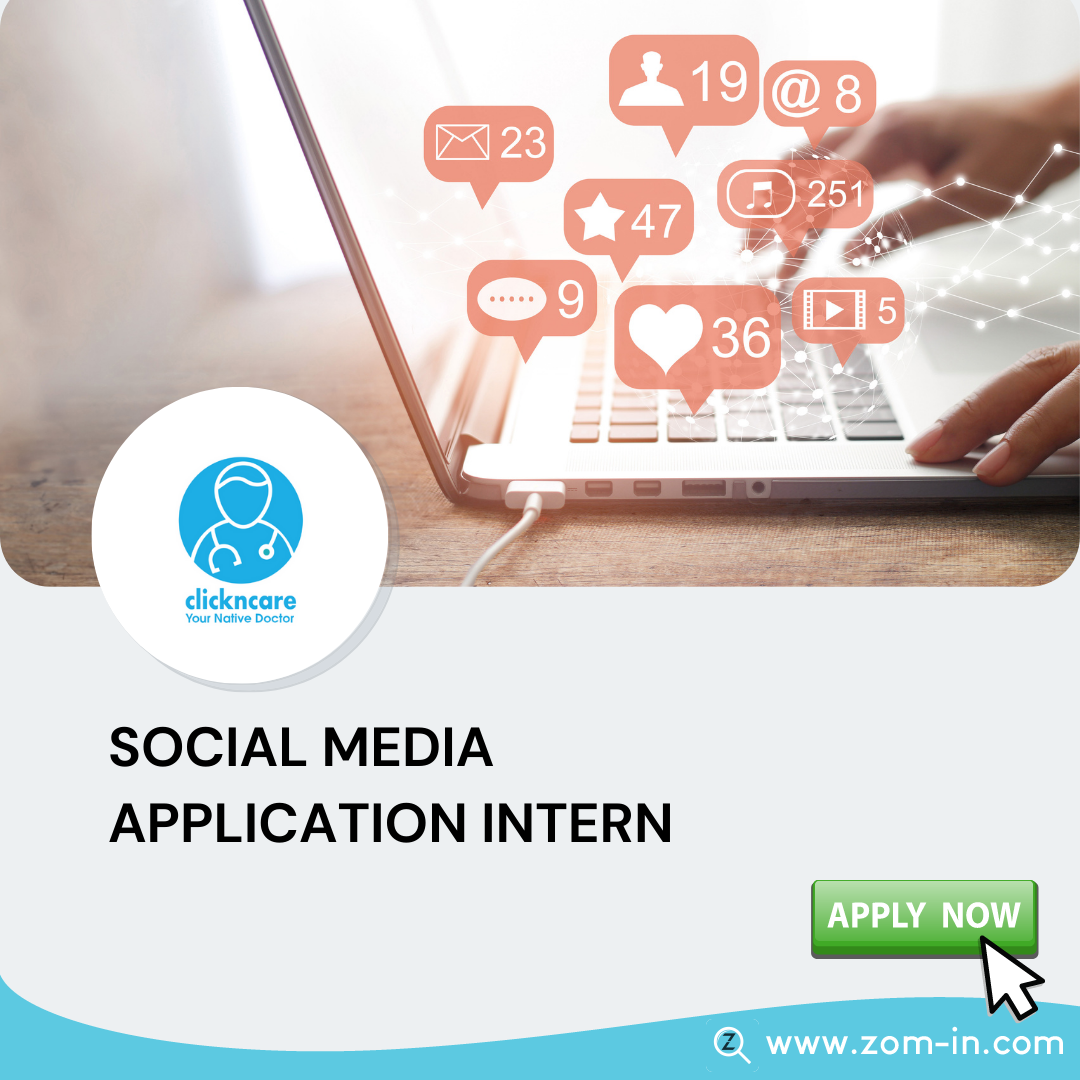 19
@ 8
23
251
47
9
5
36
clickncare
Your Native Doctor
SOCIAL MEDIA
APPLICATION INTERN
APPLY NOW
Z www.zom-in.com